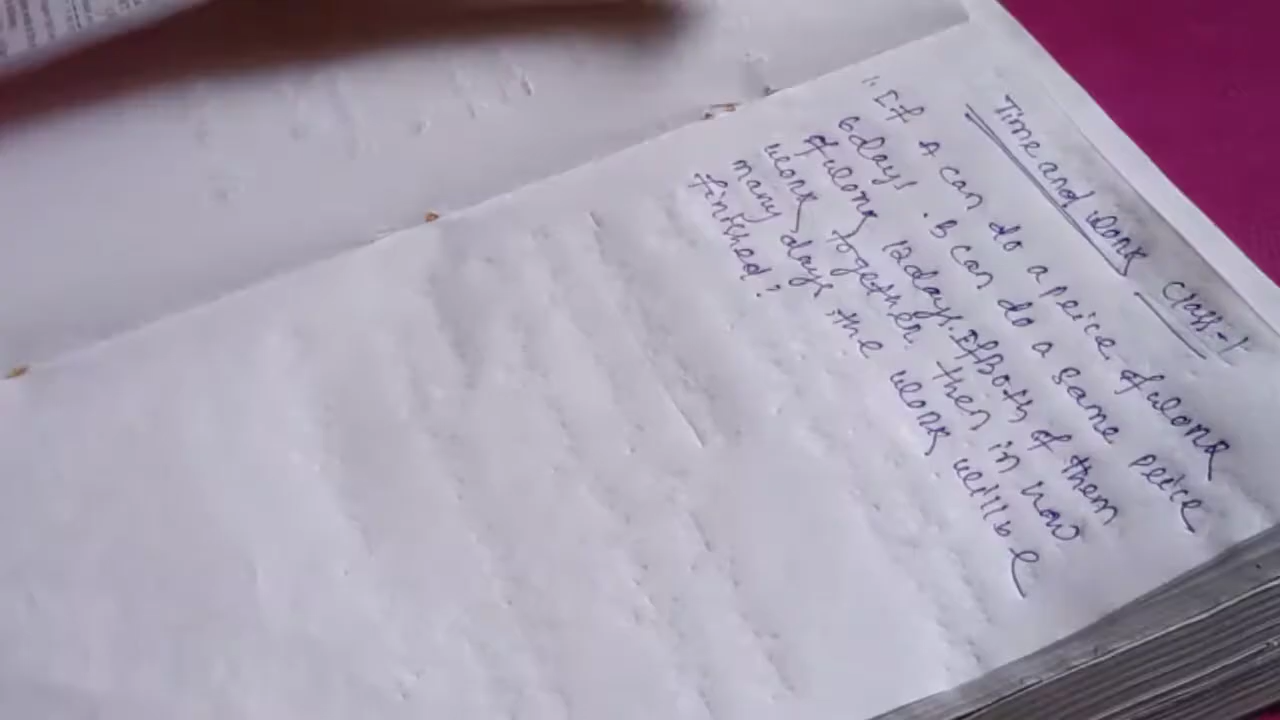 Time and work class-1
1. If A can do a peice of work
6 days. B can do a same peice
of work 12 days. If Both of them
work together. then in how
many days the work will be
finished?